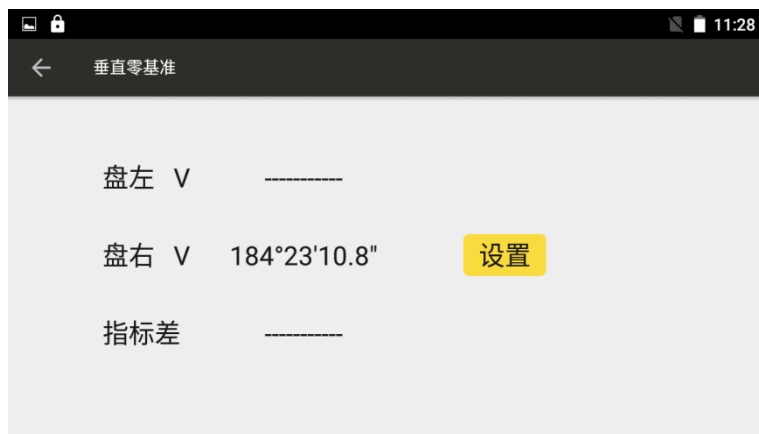 11:28
垂直零基准
盘左 V -----------
盘右 V 184°23'10.8" 设置
指标差 -----------